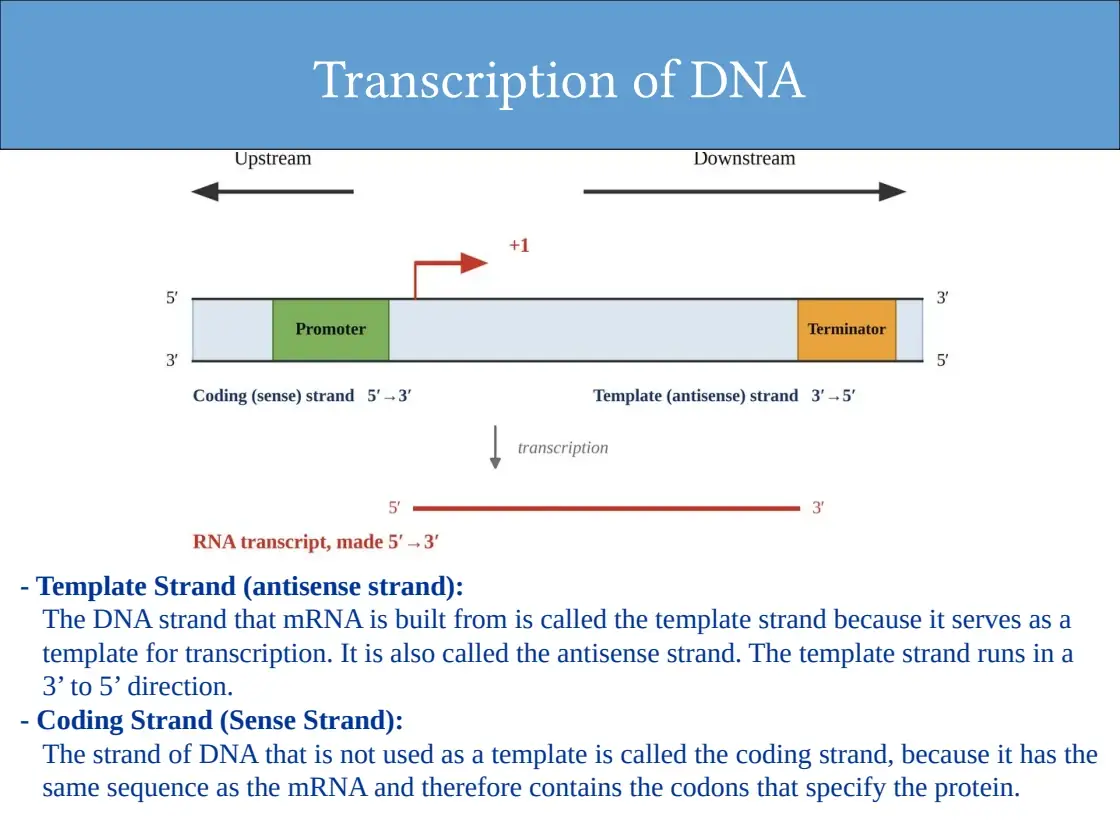 Transcription of DNA
Upstream Downstream
+1
5′ 3′
Promoter Terminator
3′ 5′
Coding (sense) strand 5′→3′ Template (antisense) strand 3′→5′
transcription
5′ 3′
RNA transcript, made 5′→3′
- Template Strand (antisense strand):
The DNA strand that mRNA is built from is called the template strand because it serves as a
template for transcription. It is also called the antisense strand. The template strand runs in a
3’ to 5’ direction.
- Coding Strand (Sense Strand):
The strand of DNA that is not used as a template is called the coding strand, because it has the
same sequence as the mRNA and therefore contains the codons that specify the protein.